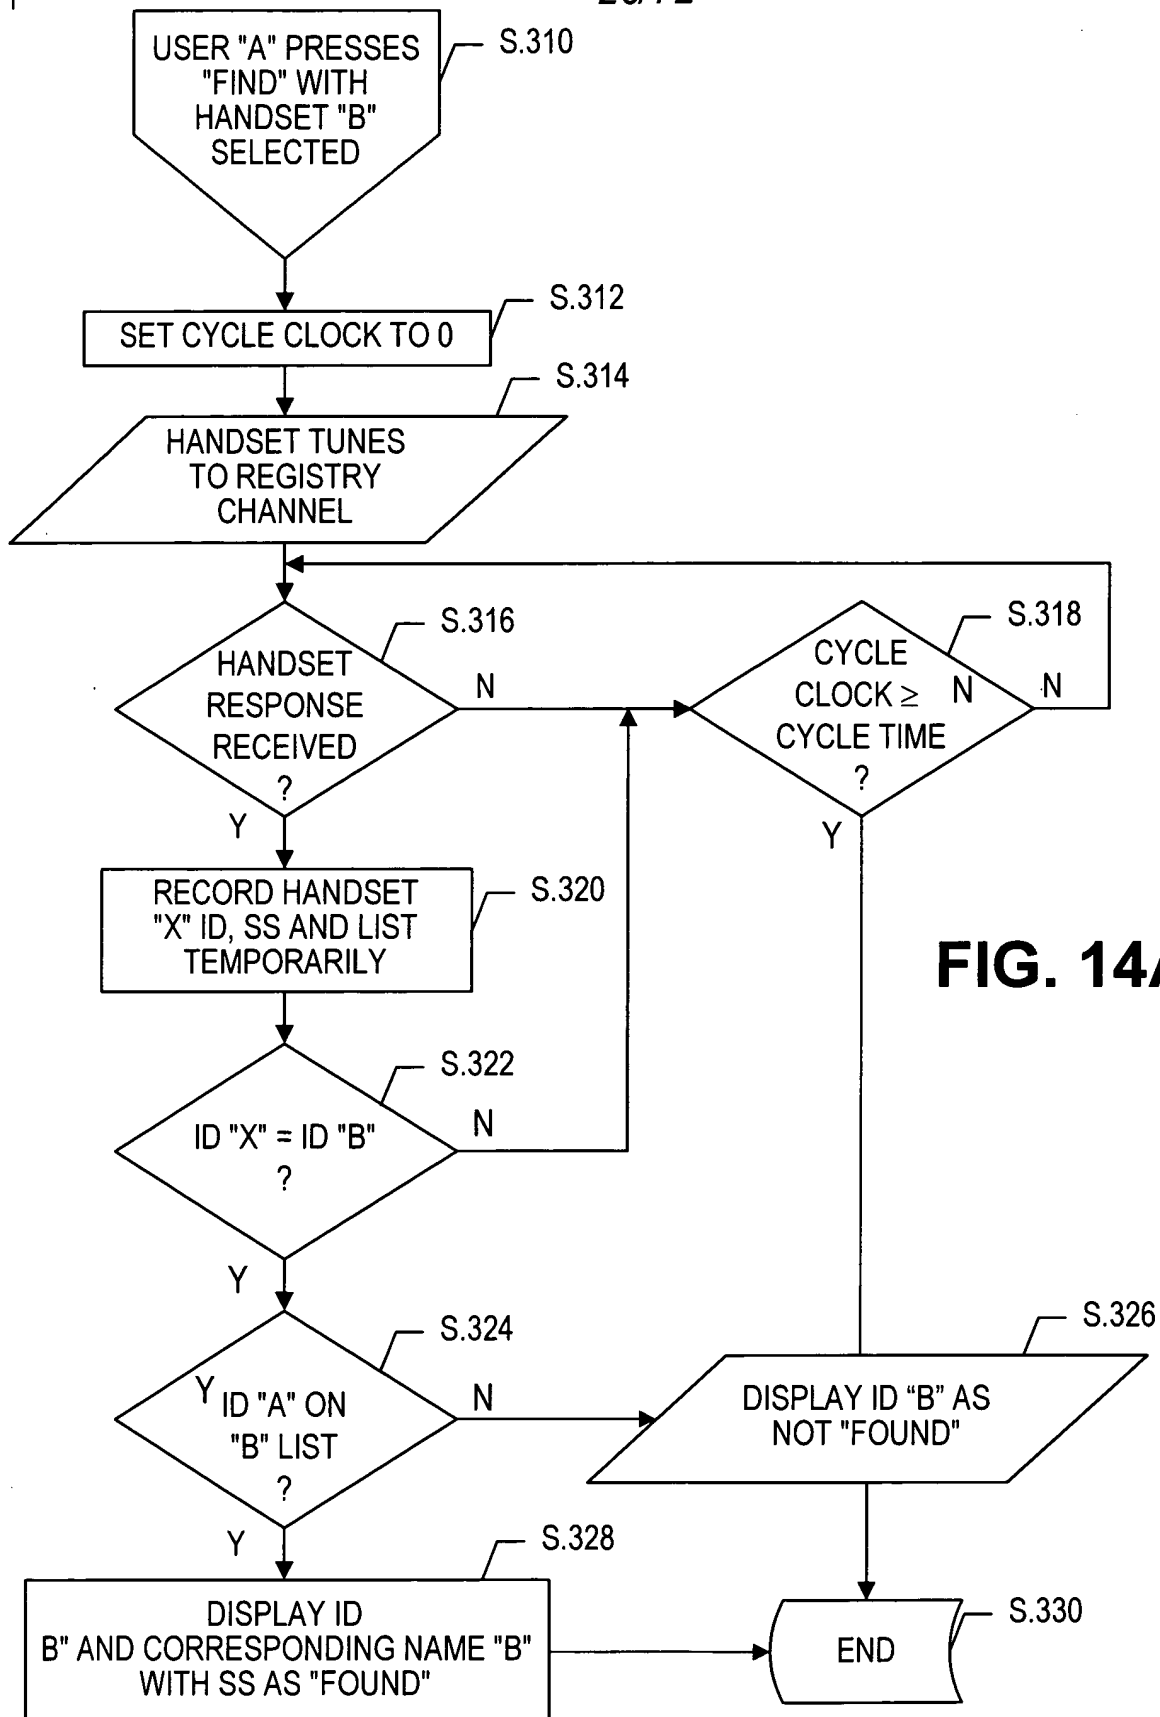 USER "A" PRESSES
"FIND" WITH
HANDSET "B"
SELECTED
S.310
SET CYCLE CLOCK TO 0
S.312
S.314
HANDSET TUNES
TO REGISTRY
CHANNEL
S.316
HANDSET
RESPONSE
RECEIVED
?
N
Y
S.318
CYCLE
CLOCK ≥
CYCLE TIME
?
N
N
Y
RECORD HANDSET
"X" ID, SS AND LIST
TEMPORARILY
S.320
FIG. 14A
S.322
ID "X" = ID "B"
?
N
Y
S.324
Y
ID "A" ON
"B" LIST
?
N
Y
S.326
DISPLAY ID “B” AS
NOT "FOUND"
S.328
DISPLAY ID
B" AND CORRESPONDING NAME "B"
WITH SS AS "FOUND"
END
S.330